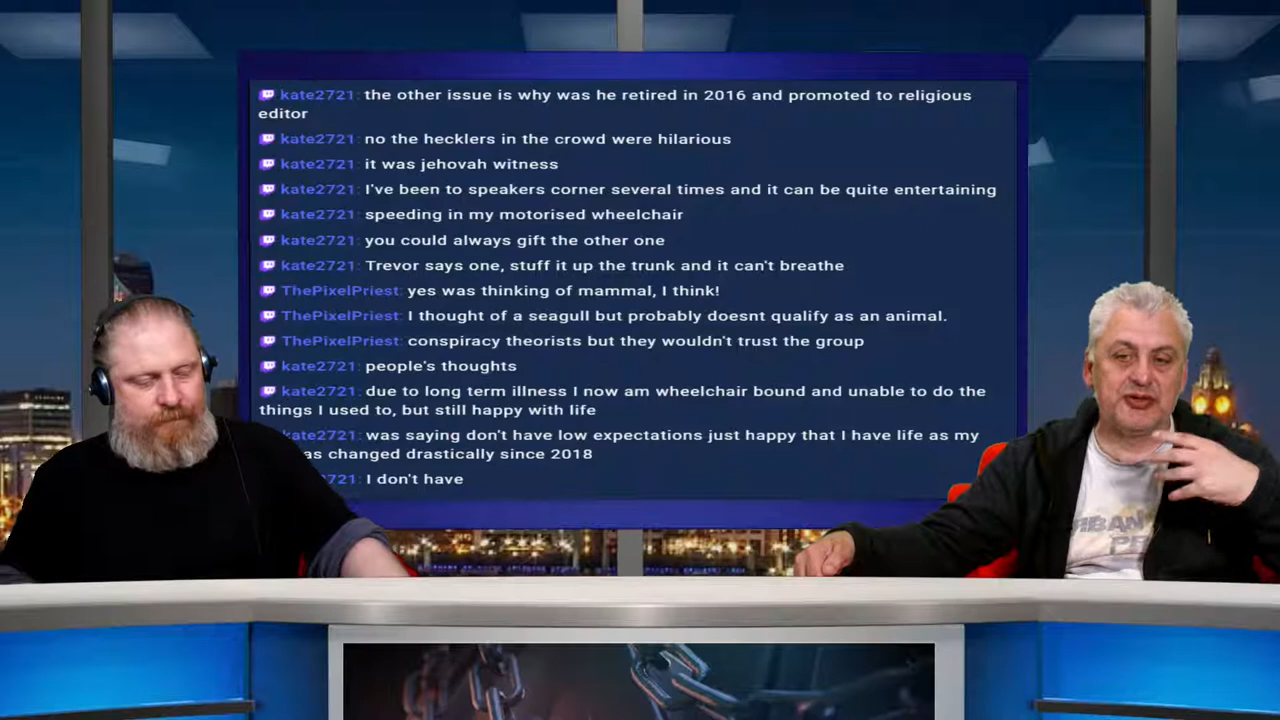 kate2721: the other issue is why was he retired in 2016 and promoted to religious
editor
kate2721: no the hecklers in the crowd were hilarious
kate2721: it was jehovah witness
kate2721: I've been to speakers corner several times and it can be quite entertaining
kate2721: speeding in my motorised wheelchair
kate2721: you could always gift the other one
kate2721: Trevor says one, stuff it up the trunk and it can't breathe
ThePixelPriest: yes was thinking of mammal, I think!
ThePixelPriest: I thought of a seagull but probably doesnt qualify as an animal.
ThePixelPriest: conspiracy theorists but they wouldn't trust the group
kate2721: people's thoughts
kate2721: due to long term illness I now am wheelchair bound and unable to do the
things I used to, but still happy with life
kate2721: was saying don't have low expectations just happy that I have life as my
as changed drastically since 2018
721: I don't have